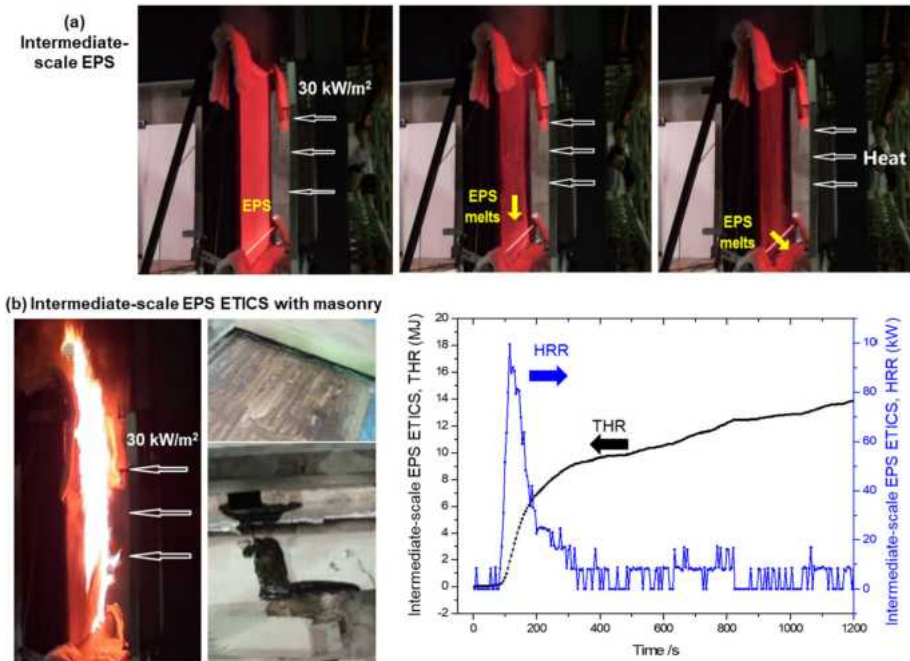 (a)
Intermediate-
scale EPS
30 kW/m²
EPS
EPS
melts
EPS
melts
Heat
(b) Intermediate-scale EPS ETICS with masonry
30 kW/m²
Intermediate-scale EPS ETICS, THR (MJ)
20
18
16
14
12
10
8
6
4
2
0
-2
HRR
THR
100
80
60
40
20
0
Intermediate-scale EPS ETICS, HRR (kW)
0 200 400 600 800 1000 1200
Time /s